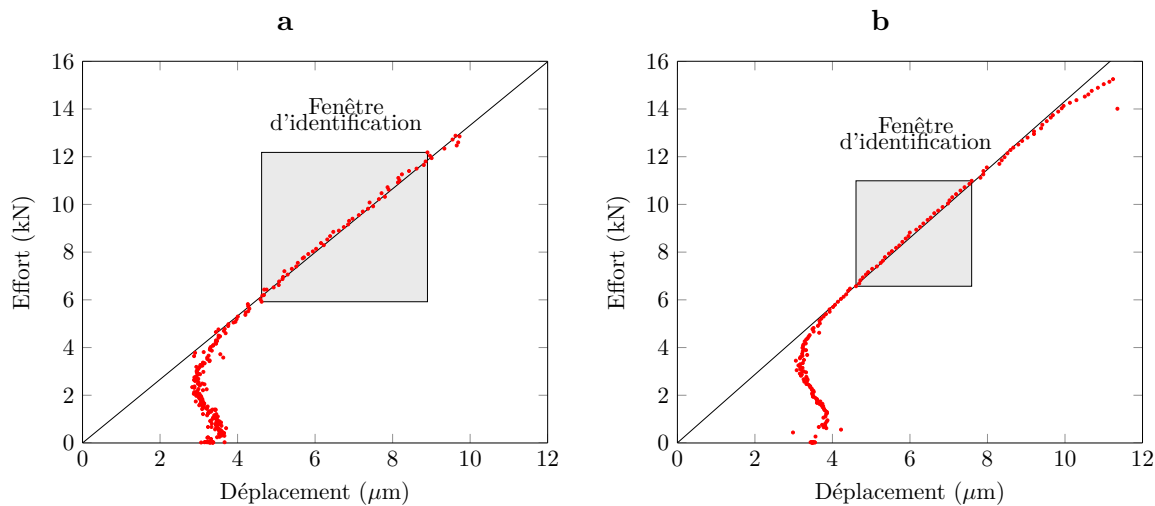 a
16
14
12
10
8
6
4
2
0
0 2 4 6 8 10 12
Effort (kN)
Déplacement (μm)
Fenêtre
d'identification
b
16
14
12
10
8
6
4
2
0
0 2 4 6 8 10 12
Effort (kN)
Déplacement (μm)
Fenêtre
d'identification